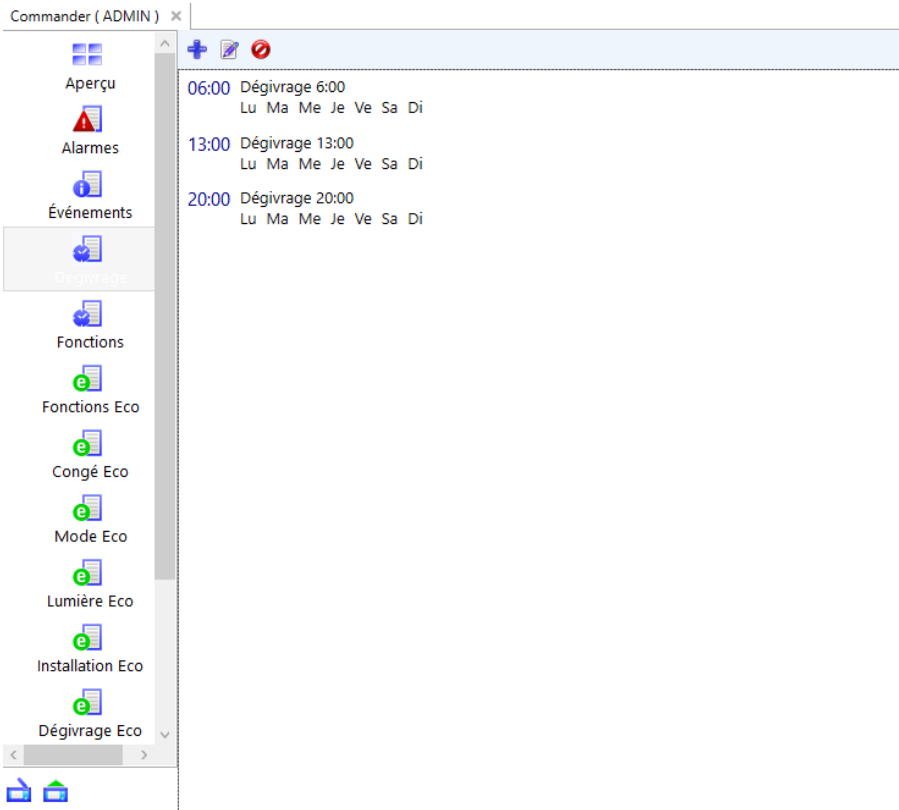 Commander ( ADMIN )
Aperçu
Alarmes
Événements
Dégivrage
Fonctions
Fonctions Eco
Congé Eco
Mode Eco
Lumière Eco
Installation Eco
Dégivrage Eco
06:00 Dégivrage 6:00
Lu Ma Me Je Ve Sa Di
13:00 Dégivrage 13:00
Lu Ma Me Je Ve Sa Di
20:00 Dégivrage 20:00
Lu Ma Me Je Ve Sa Di